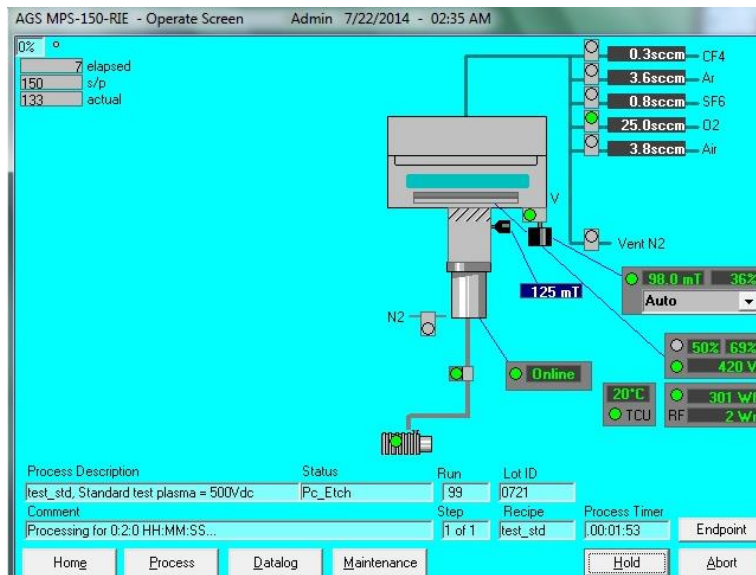 AGS MPS-150-RIE - Operate Screen Admin 7/22/2014 - 02:35 AM
0%
7 elapsed
150 s/p
133 actual
0.3sccm CF4
3.6sccm Ar
0.8sccm SF6
25.0sccm O2
3.8sccm Air
V
Vent N2
98.0 mT 36%
125 mT
Auto
N2
50% 69%
420 V
Online
20°C
TCU
301 Wf
RF 2 Wr
Process Description Status Run Lot ID
test_std, Standard test plasma = 500Vdc Pc_Etch 99 0721
Comment Step Recipe Process Timer
Processing for 0:2:0 HH:MM:SS... 1 of 1 test_std .00:01:53 Endpoint
Home Process Datalog Maintenance Hold Abort